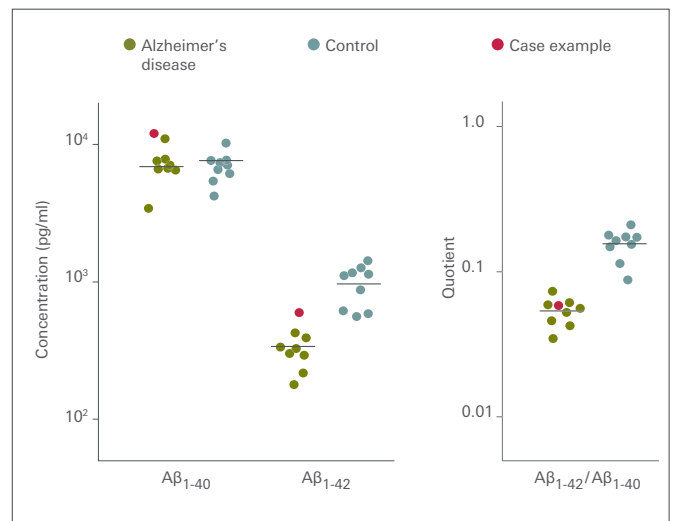 Alzheimer's
disease
Control
Case example
Concentration (pg/ml)
10⁴
10³
10²
Aβ₁₋₄₀
Aβ₁₋₄₂
Quotient
1.0
0.1
0.01
Aβ₁₋₄₂/Aβ₁₋₄₀